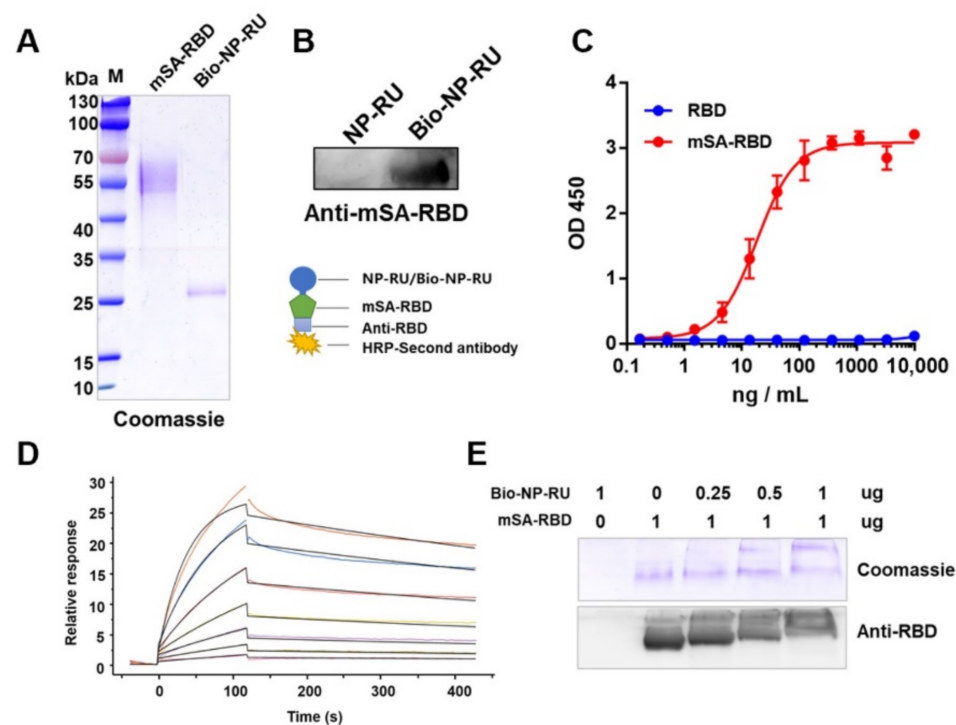 A
kDa M mSA-RBD Bio-NP-RU
130
100
70
55
40
35
25
15
10
Coomassie
B
NP-RU Bio-NP-RU
Anti-mSA-RBD
NP-RU/Bio-NP-RU
mSA-RBD
Anti-RBD
HRP-Second antibody
C
OD 450
4
3
2
1
0
RBD
mSA-RBD
0.1 1 10 100 1000 10,000
ng / mL
D
Relative response
30
25
20
15
10
5
0
0 100 200 300 400
Time (s)
E
Bio-NP-RU 1 0 0.25 0.5 1 ug
mSA-RBD 0 1 1 1 1 ug
Coomassie
Anti-RBD